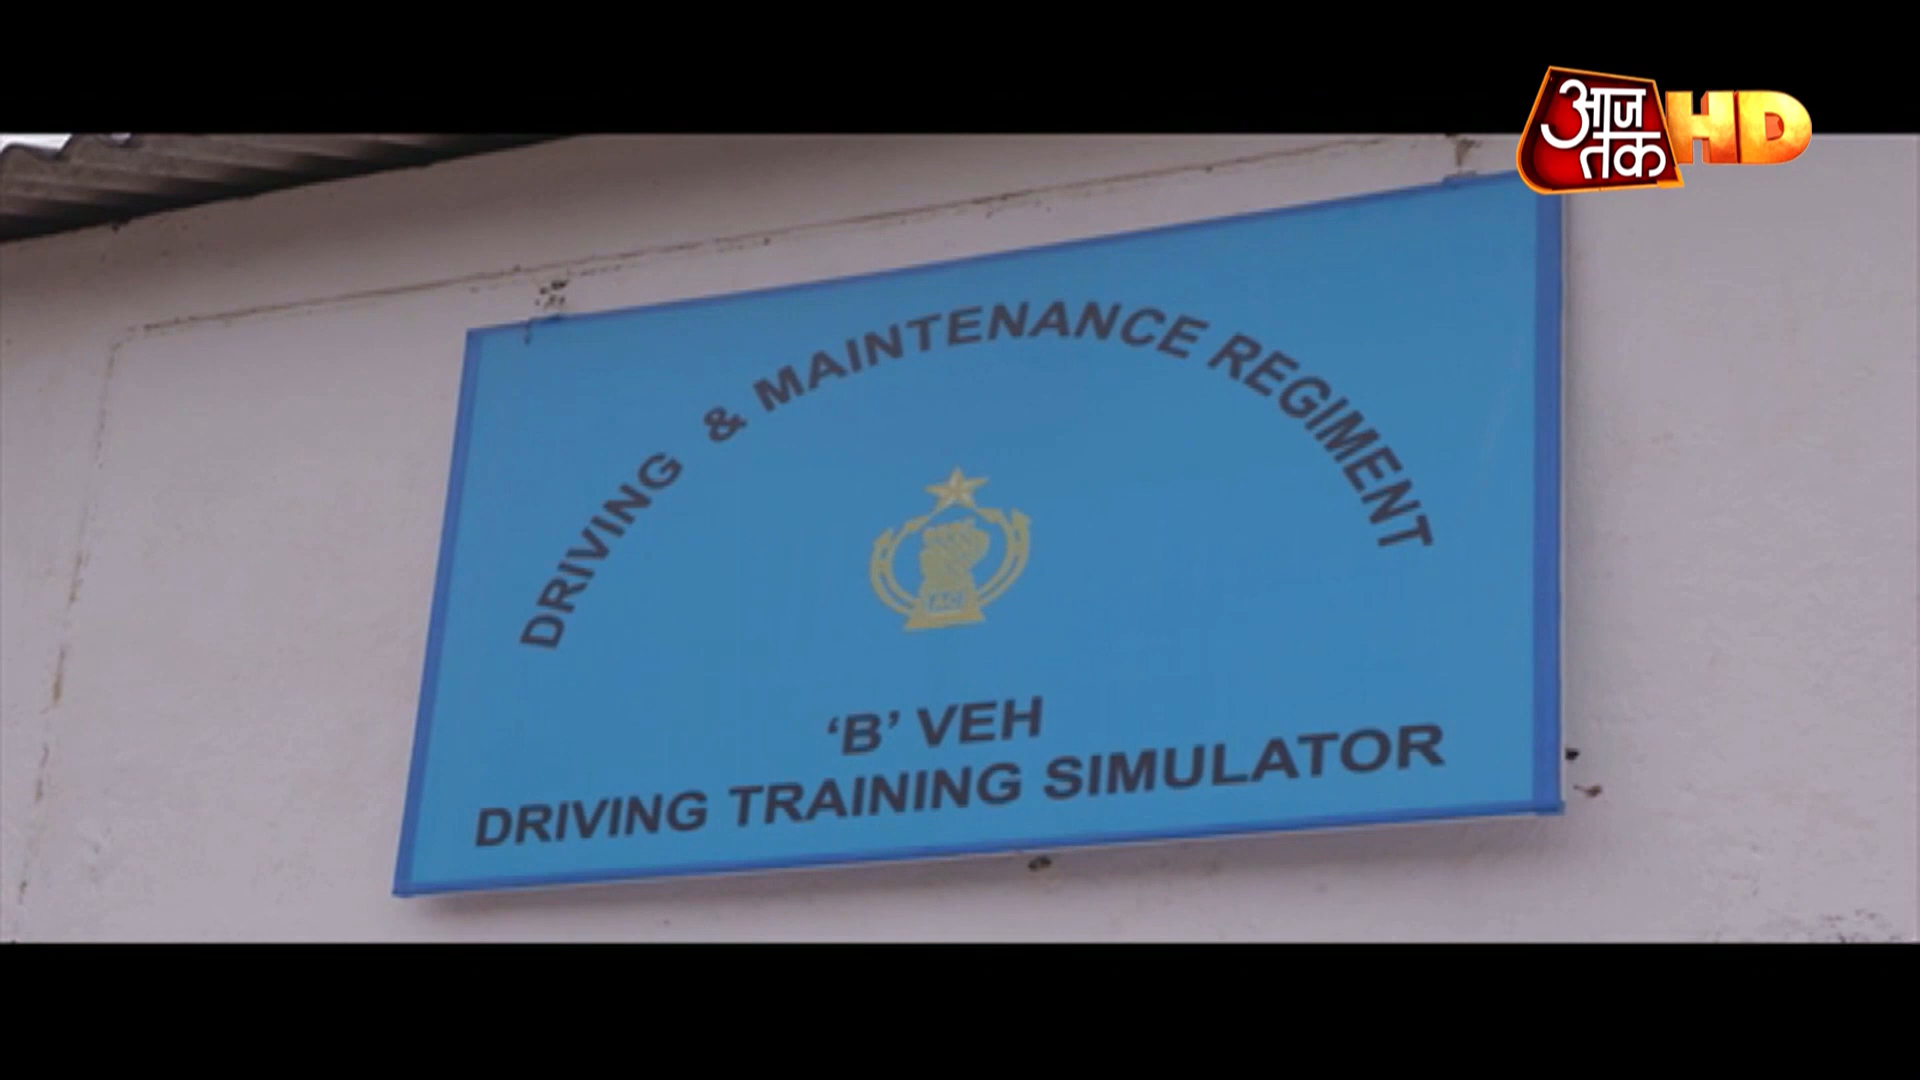 आज
तक HD
DRIVING & MAINTENANCE REGIMENT
'B' VEH
DRIVING TRAINING SIMULATOR